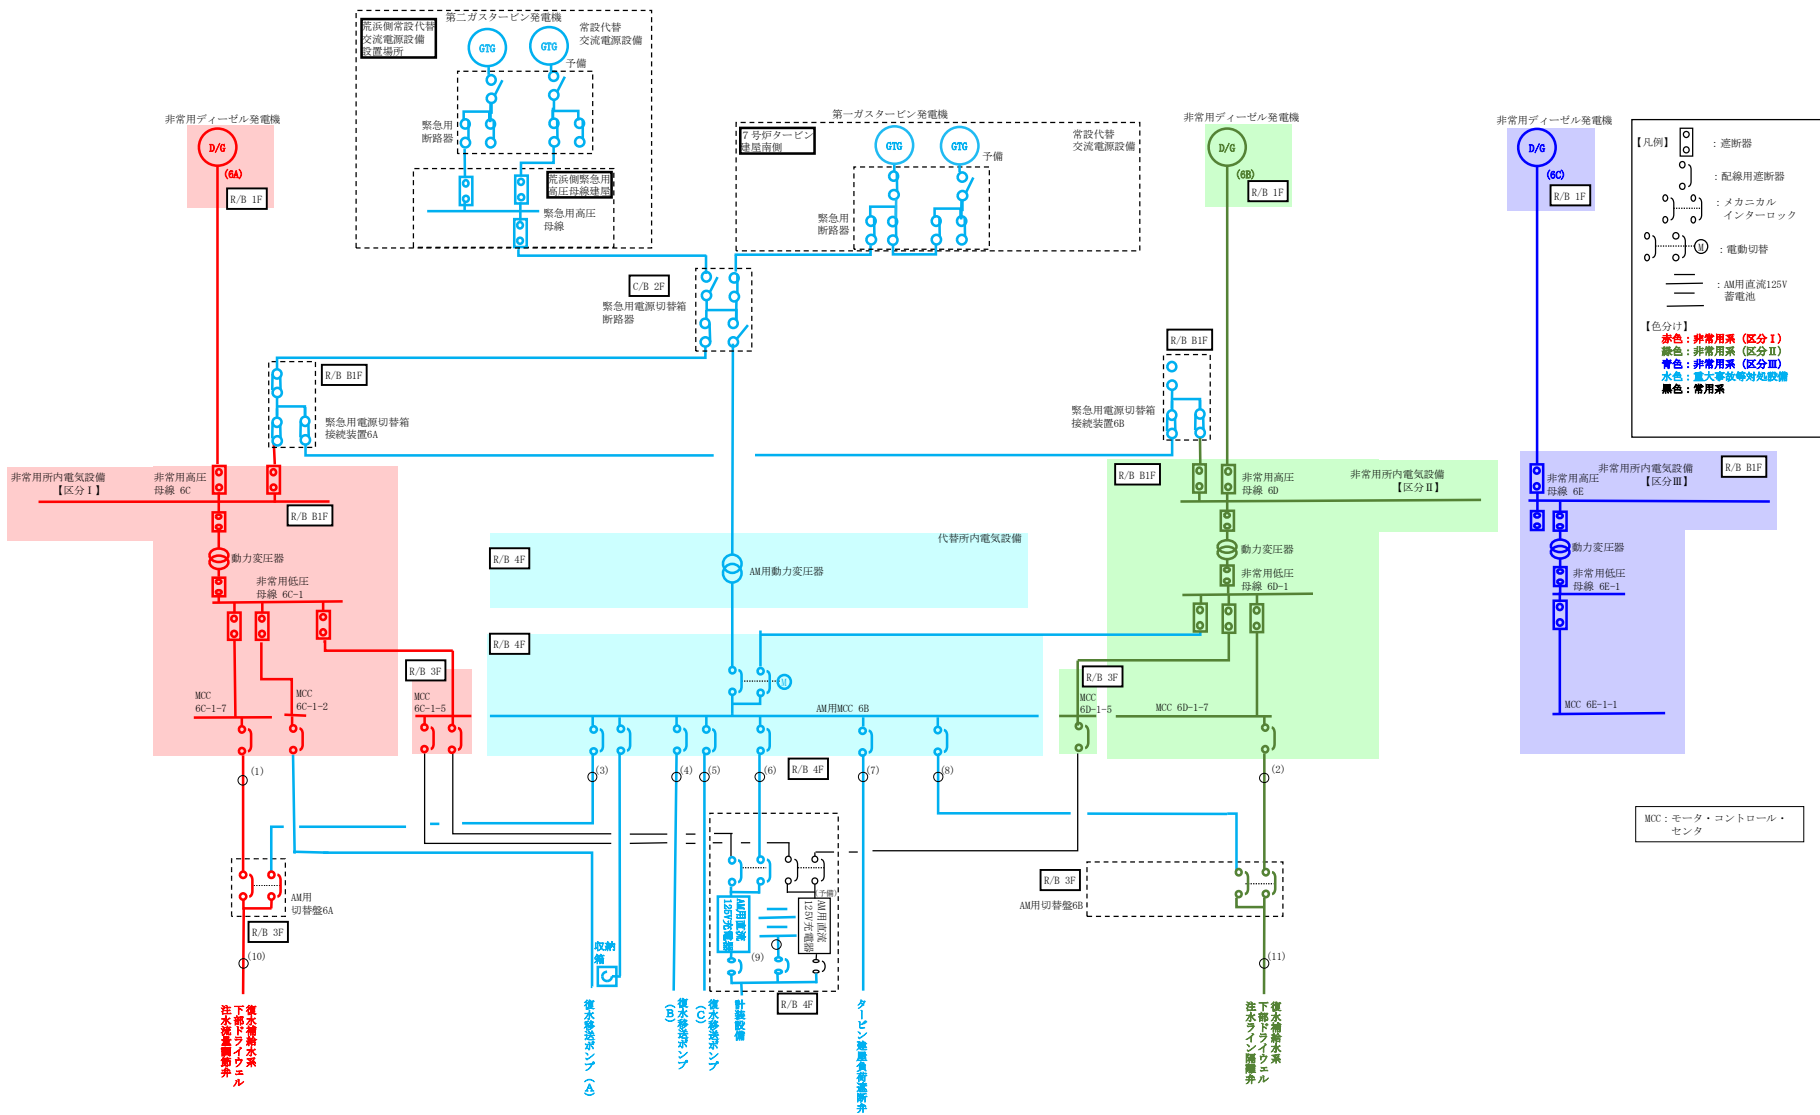 荒浜側常設代替
交流電源設備
設置場所
第二ガスタービン発電機
GTG
GTG
常設代替
交流電源設備
予備
緊急用
断路器
荒浜側緊急用
高圧母線建屋
緊急用高圧
母線
第一ガスタービン発電機
7号炉タービン
建屋南側
GTG
GTG
常設代替
交流電源設備
予備
緊急用
断路器
非常用ディーゼル発電機
D/G
(6A)
R/B 1F
非常用ディーゼル発電機
D/G
(6B)
R/B 1F
非常用ディーゼル発電機
D/G
(6C)
R/B 1F
【凡例】
：遮断器
：配線用遮断器
：メカニカル
インターロック
M
：電動切替
：AM用直流125V
蓄電池
【色分け】
赤色：非常用系（区分Ⅰ）
緑色：非常用系（区分Ⅱ）
青色：非常用系（区分Ⅲ）
水色：重大事故等対処設備
黒色：常用系
C/B 2F
緊急用電源切替箱
断路器
R/B B1F
緊急用電源切替箱
接続装置6A
R/B B1F
緊急用電源切替箱
接続装置6B
非常用所内電気設備
【区分Ⅰ】
非常用高圧
母線 6C
R/B B1F
動力変圧器
非常用低圧
母線 6C-1
R/B B1F
非常用高圧
母線 6D
非常用所内電気設備
【区分Ⅱ】
動力変圧器
非常用低圧
母線 6D-1
非常用高圧
母線 6E
非常用所内電気設備
【区分Ⅲ】
R/B B1F
動力変圧器
非常用低圧
母線 6E-1
代替所内電気設備
R/B 4F
AM用動力変圧器
R/B 4F
M
AM用MCC 6B
MCC
6C-1-7
MCC
6C-1-2
R/B 3F
MCC
6C-1-5
R/B 3F
MCC
6D-1-5
MCC 6D-1-7
MCC 6E-1-1
(1)
(3)
(4)
(5)
(6)
R/B 4F
(7)
(8)
(2)
MCC：モータ・コントロール・
センタ
AM用
切替盤6A
R/B 3F
(10)
R/B 3F
AM用切替盤6B
(11)
(予備)
AM用直流
125V充電器
AM用直流
125V充電器
(9)
R/B 4F
収納
箱
復水補給水系
下部ドライウェル
注水流量調節弁
復水移送ポンプ（A）
復水移送ポンプ
（B）
復水移送ポンプ
（C）
計装設備
タービン建屋負荷遮断弁
復水補給水系
下部ドライウェル
注水ライン隔離弁